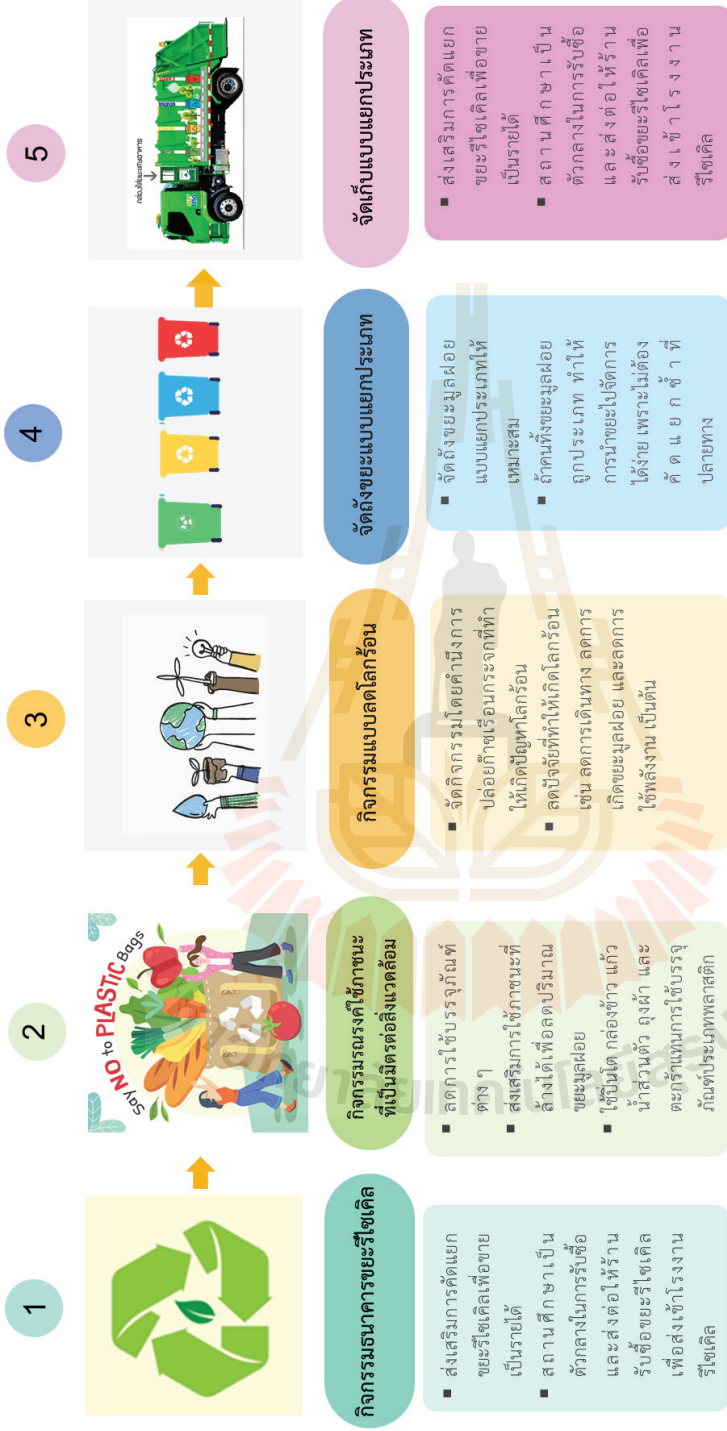 1
กิจกรรมธนาคารขยะรีไซเคิล
▪ ส่งเสริมการคัดแยก
ขยะรีไซเคิลเพื่อขาย
เป็นรายได้
▪ สถานศึกษาเป็น
ตัวกลางในการรับซื้อ
และส่งต่อให้ร้าน
รับซื้อขยะรีไซเคิล
เพื่อส่งเข้าโรงงาน
รีไซเคิล
2
Say NO to PLASTIC Bags
กิจกรรมรณรงค์ใช้ภาชนะ
ที่เป็นมิตรต่อสิ่งแวดล้อม
▪ ลดการใช้บรรจุภัณฑ์
ต่าง ๆ
▪ ส่งเสริมการใช้ภาชนะที่
ล้างได้เพื่อลดปริมาณ
ขยะมูลฝอย
▪ ใช้ปิ่นโต กล่องข้าว แก้ว
น้ำส่วนตัว ถุงผ้า และ
ตะกร้าแทนการใช้บรรจุ
ภัณฑ์ประเภทพลาสติก
3
กิจกรรมแบบลดโลกร้อน
▪ จัดกิจกรรมโดยคำนึงการ
ปล่อยก๊าซเรือนกระจกที่ทำ
ให้เกิดปัญหาโลกร้อน
▪ ลดปัจจัยที่ทำให้เกิดโลกร้อน
เช่น ลดการเดินทาง ลดการ
เกิดขยะมูลฝอย และลดการ
ใช้พลังงาน เป็นต้น
4
จัดถังขยะแบบแยกประเภท
▪ จัดถังขยะมูลฝอย
แบบแยกประเภทให้
เหมาะสม
▪ ถ้าคนทิ้งขยะมูลฝอย
ถูกประเภท ทำให้
การนำขยะไปจัดการ
ได้ง่าย เพราะไม่ต้อง
คัดแยกซ้ำที่
ปลายทาง
5
กล่องใส่ขยะเศษอาหาร
จัดเก็บแบบแยกประเภท
▪ ส่งเสริมการคัดแยก
ขยะรีไซเคิลเพื่อขาย
เป็นรายได้
▪ สถานศึกษาเป็น
ตัวกลางในการรับซื้อ
และส่งต่อให้ร้าน
รับซื้อขยะรีไซเคิลเพื่อ
ส่งเข้าโรงงาน
รีไซเคิล